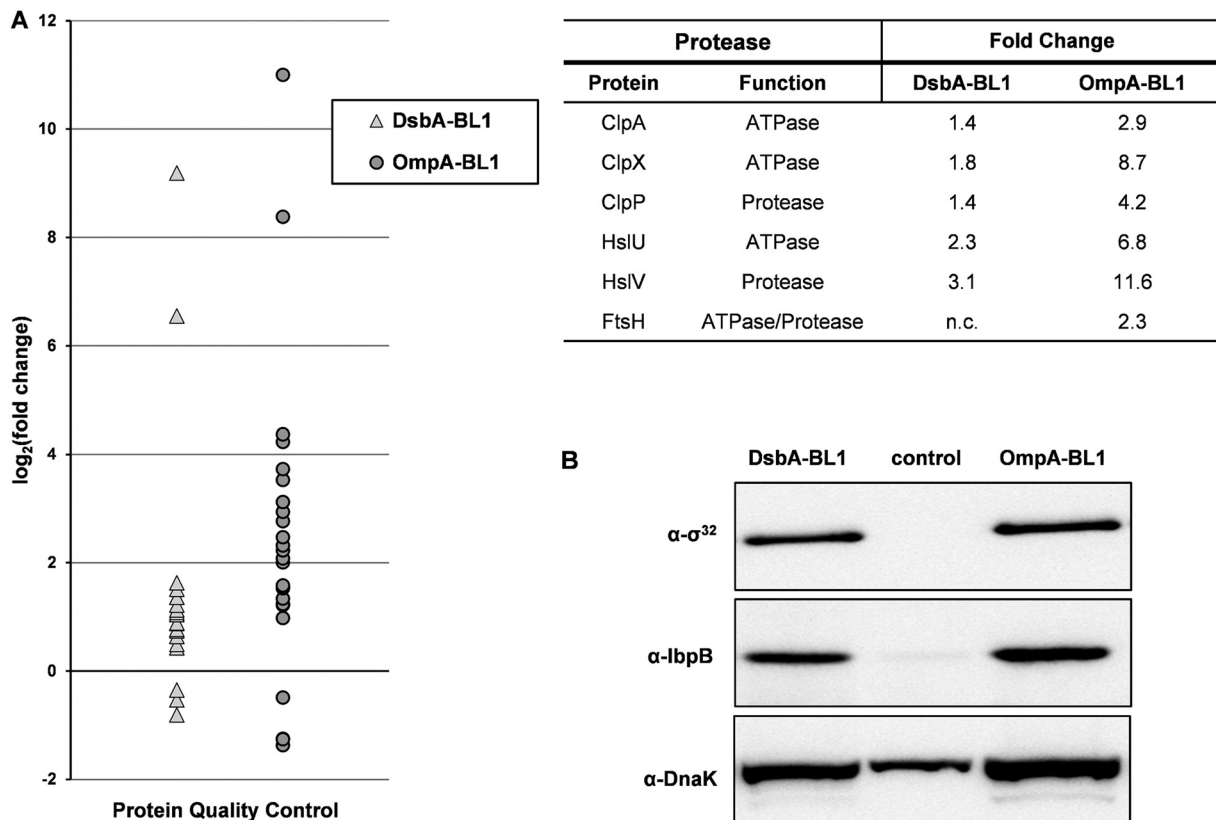 A
12
10
8
6
4
2
0
-2
log2(fold change)
Protein Quality Control
DsbA-BL1
OmpA-BL1
Protease Fold Change
Protein Function DsbA-BL1 OmpA-BL1
ClpA ATPase 1.4 2.9
ClpX ATPase 1.8 8.7
ClpP Protease 1.4 4.2
HslU ATPase 2.3 6.8
HslV Protease 3.1 11.6
FtsH ATPase/Protease n.c. 2.3
B
DsbA-BL1 control OmpA-BL1
α-σ³²
α-IbpB
α-DnaK